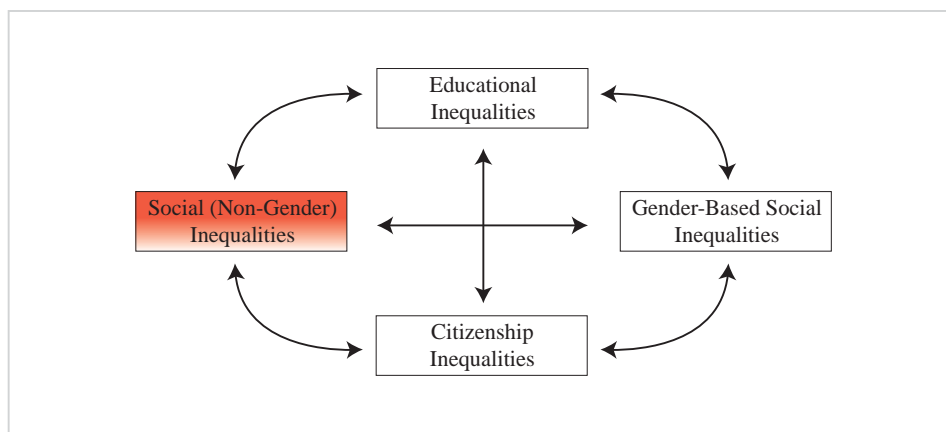 Educational
Inequalities
Social (Non-Gender)
Inequalities
Gender-Based Social
Inequalities
Citizenship
Inequalities